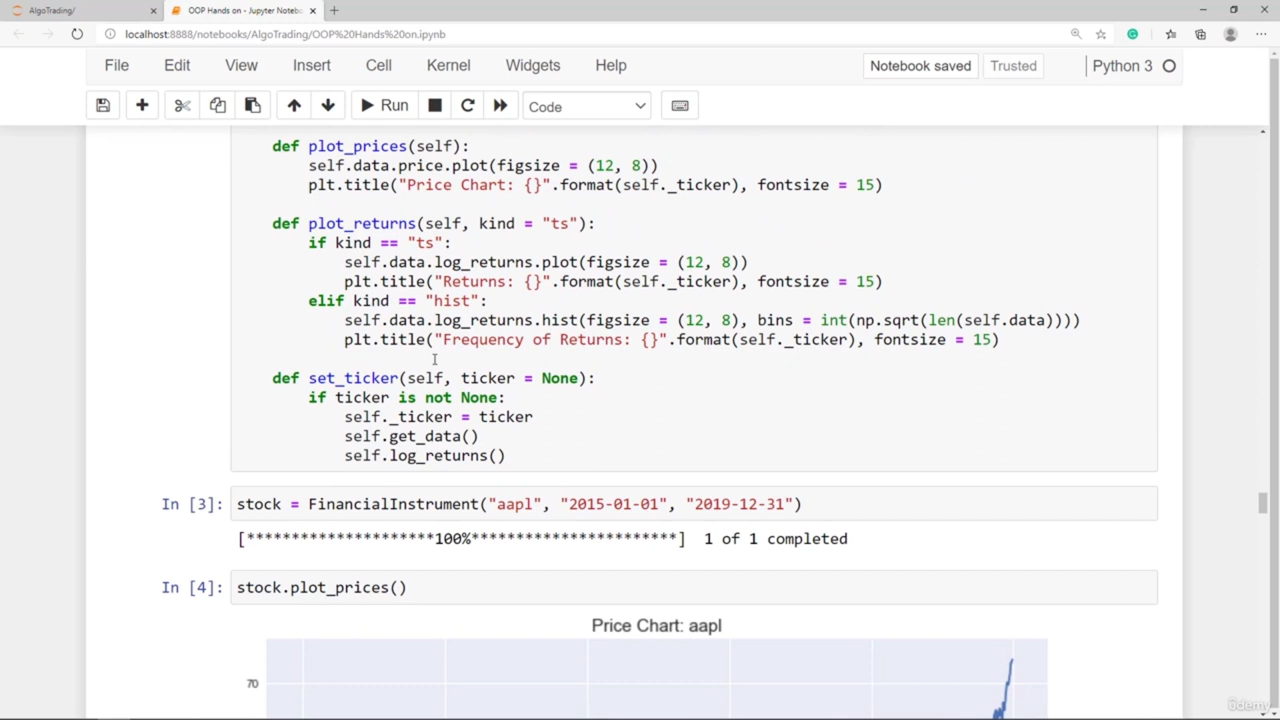 AlgoTrading/
OOP Hands on - Jupyter Notebo
localhost:8888/notebooks/AlgoTrading/OOP%20Hands%20on.ipynb
File Edit View Insert Cell Kernel Widgets Help Notebook saved Trusted Python 3
Run Code
def plot_prices(self):
self.data.price.plot(figsize = (12, 8))
plt.title("Price Chart: {}".format(self._ticker), fontsize = 15)
def plot_returns(self, kind = "ts"):
if kind == "ts":
self.data.log_returns.plot(figsize = (12, 8))
plt.title("Returns: {}".format(self._ticker), fontsize = 15)
elif kind == "hist":
self.data.log_returns.hist(figsize = (12, 8), bins = int(np.sqrt(len(self.data))))
plt.title("Frequency of Returns: {}".format(self._ticker), fontsize = 15)
def set_ticker(self, ticker = None):
if ticker is not None:
self._ticker = ticker
self.get_data()
self.log_returns()
In [3]: stock = FinancialInstrument("aapl", "2015-01-01", "2019-12-31")
[*********************100%***********************] 1 of 1 completed
In [4]: stock.plot_prices()
Price Chart: aapl
70
Udemy